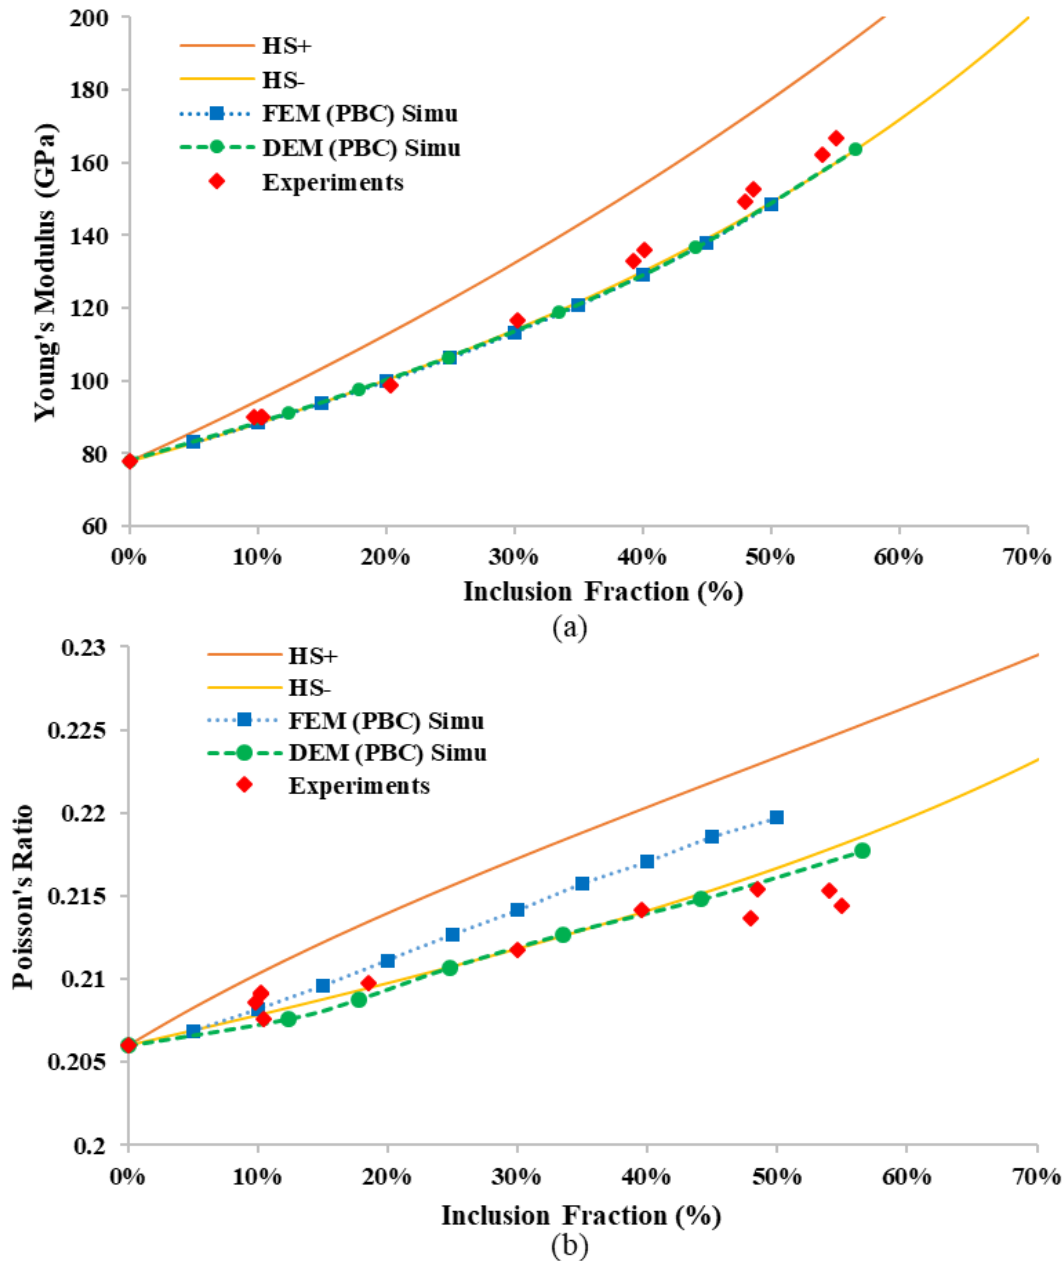 200
180
160
140
120
100
80
60
Young's Modulus (GPa)
HS+
HS-
FEM (PBC) Simu
DEM (PBC) Simu
Experiments
0% 10% 20% 30% 40% 50% 60% 70%
Inclusion Fraction (%)
(a)
0.23
0.225
0.22
0.215
0.21
0.205
0.2
Poisson's Ratio
HS+
HS-
FEM (PBC) Simu
DEM (PBC) Simu
Experiments
0% 10% 20% 30% 40% 50% 60% 70%
Inclusion Fraction (%)
(b)